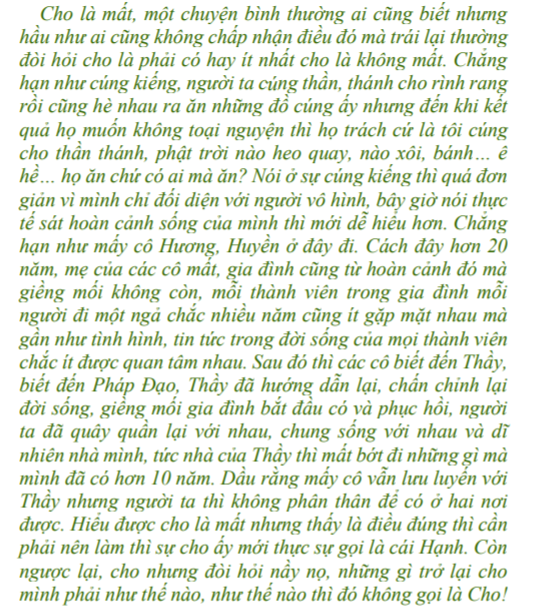 Cho là mất, một chuyện bình thường ai cũng biết nhưng
hầu như ai cũng không chấp nhận điều đó mà trái lại thường
đòi hỏi cho là phải có hay ít nhất cho là không mất. Chẳng
hạn như cúng kiếng, người ta cúng thần, thánh cho rình rang
rồi cũng hè nhau ra ăn những đồ cúng ấy nhưng đến khi kết
quả họ muốn không toại nguyện thì họ trách cứ là tôi cúng
cho thần thánh, phật trời nào heo quay, nào xôi, bánh... ê
hề... họ ăn chứ có ai mà ăn? Nói ở sự cúng kiếng thì quá đơn
giản vì mình chỉ đối diện với người vô hình, bây giờ nói thực
tế sát hoàn cảnh sống của mình thì mới dễ hiểu hơn. Chẳng
hạn như mấy cô Hương, Huyền ở đây đi. Cách đây hơn 20
năm, mẹ của các cô mất, gia đình cũng từ hoàn cảnh đó mà
giềng mối không còn, mỗi thành viên trong gia đình mỗi
người đi một ngả chắc nhiều năm cũng ít gặp mặt nhau mà
gần như tình hình, tin tức trong đời sống của mọi thành viên
chắc ít được quan tâm nhau. Sau đó thì các cô biết đến Thầy,
biết đến Pháp Đạo, Thầy đã hướng dẫn lại, chấn chỉnh lại
đời sống, giềng mối gia đình bắt đầu có và phục hồi, người
ta đã quây quần lại với nhau, chung sống với nhau và dĩ
nhiên nhà mình, tức nhà của Thầy thì mất bớt đi những gì mà
mình đã có hơn 10 năm. Dẫu rằng mấy cô vẫn lưu luyến với
Thầy nhưng người ta thì không phân thân để có ở hai nơi
được. Hiểu được cho là mất nhưng thấy là điều đúng thì cần
phải nên làm thì sự cho ấy mới thực sự gọi là cái Hạnh. Còn
ngược lại, cho nhưng đòi hỏi nầy nọ, những gì trở lại cho
mình phải như thế nào, như thế nào thì đó không gọi là Cho!